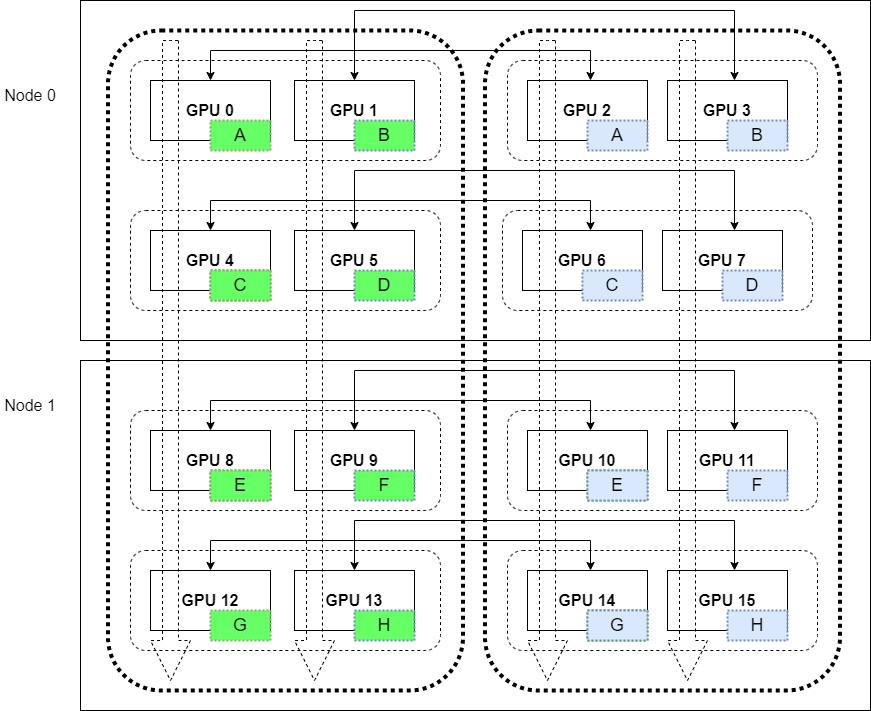 Node 0
GPU 0
GPU 1
GPU 2
GPU 3
A
B
A
B
GPU 4
GPU 5
GPU 6
GPU 7
C
D
C
D
Node 1
GPU 8
GPU 9
GPU 10
GPU 11
E
F
E
F
GPU 12
GPU 13
GPU 14
GPU 15
G
H
G
H